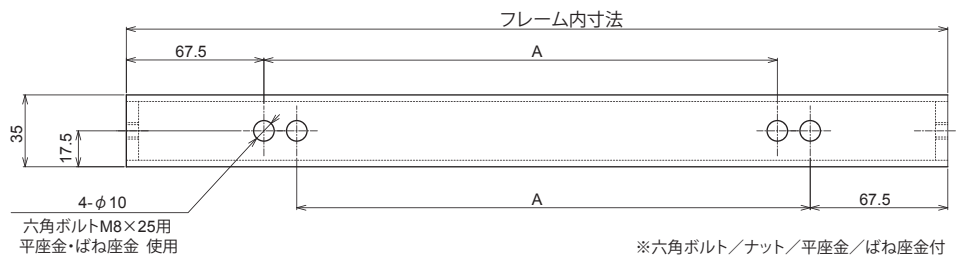 フレーム内寸法
67.5
A
35
17.5
4-φ10
六角ボルトM8×25用
平座金・ばね座金 使用
A
67.5
※六角ボルト／ナット／平座金／ばね座金付